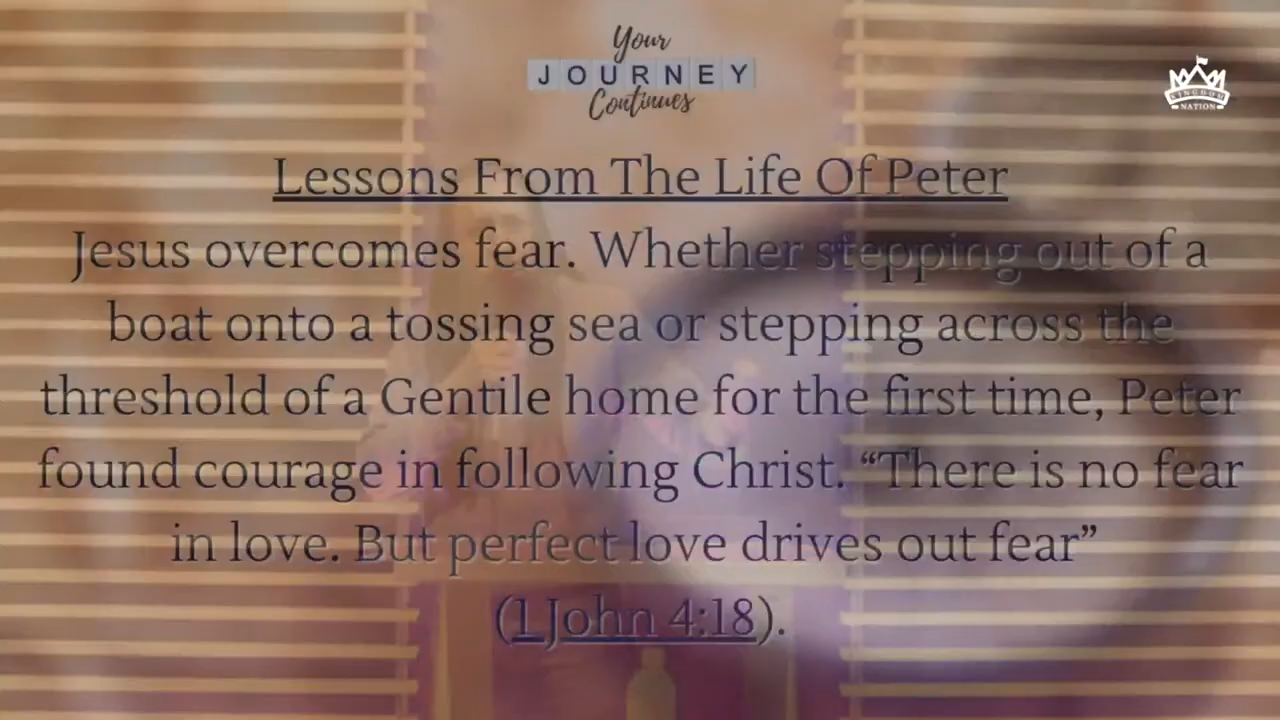 Your
JOURNEY
Continues
KINGDOM
NATION
Lessons From The Life Of Peter
Jesus overcomes fear. Whether stepping out of a
boat onto a tossing sea or stepping across the
threshold of a Gentile home for the first time, Peter
found courage in following Christ. “There is no fear
in love. But perfect love drives out fear”
(1 John 4:18).